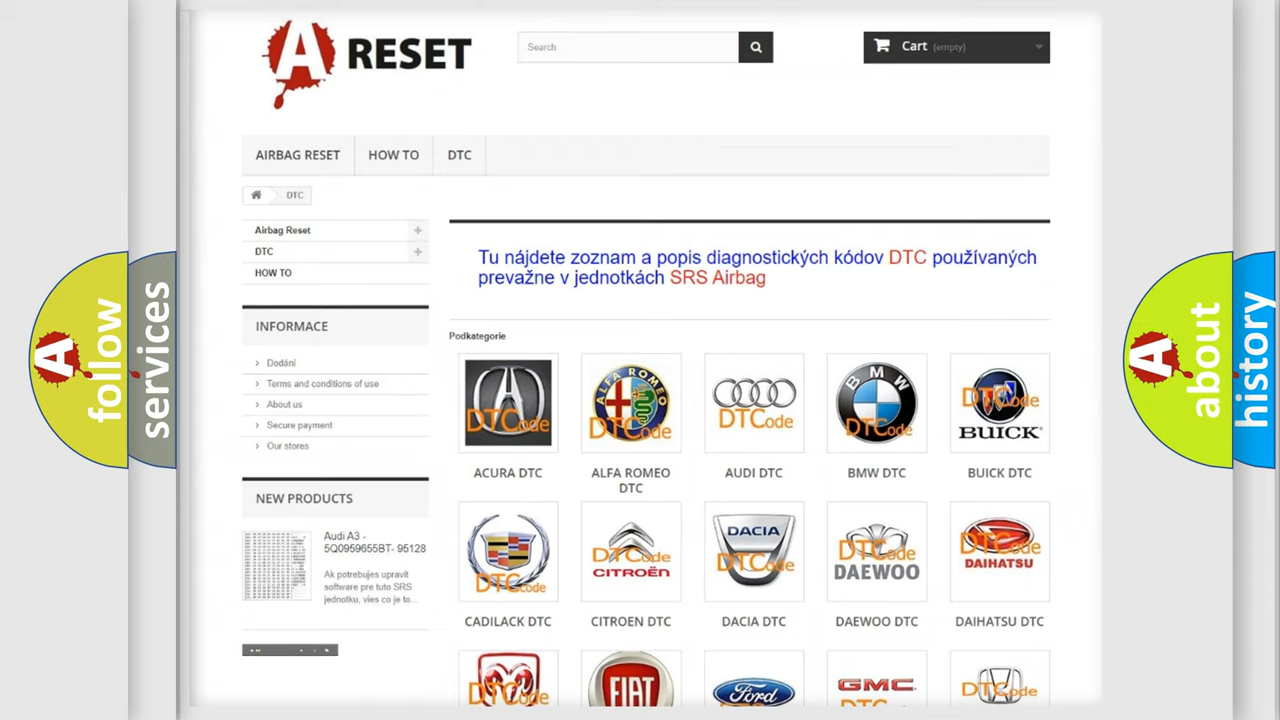 A RESET
Search
Cart (empty)
AIRBAG RESET
HOW TO
DTC
DTC
Airbag Reset
DTC
HOW TO
Tu nájdete zoznam a popis diagnostických kódov DTC používaných
prevažne v jednotkách SRS Airbag
INFORMACE
Dodání
Terms and conditions of use
About us
Secure payment
Our stores
NEW PRODUCTS
Audi A3 -
5Q0959655BT- 95128
Ak potrebujes upravit
software pre tuto SRS
jednotku, vies co je to...
Podkategorie
DTCode
ALFA ROMEO
DTCode
DTCode
BMW
DTCode
DTCode
BUICK
ACURA DTC
ALFA ROMEO
DTC
AUDI DTC
BMW DTC
BUICK DTC
DTCode
DTCode
CITROËN
DACIA
DTCode
DTCode
DAEWOO
DTCode
DAIHATSU
CADILACK DTC
CITROEN DTC
DACIA DTC
DAEWOO DTC
DAIHATSU DTC
DTCode
FIAT
Ford
GMC
DTCode
A follow
services
A about
history